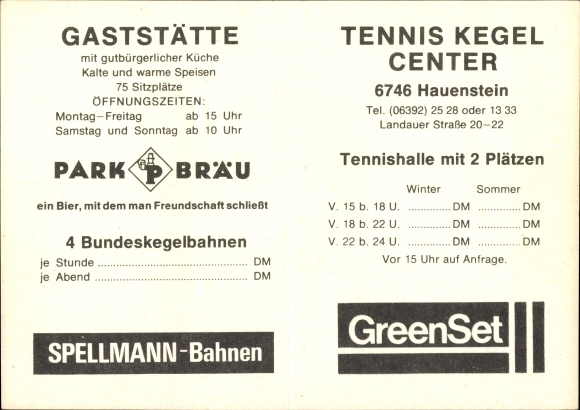 GASTSTÄTTE
mit gutbürgerlicher Küche
Kalte und warme Speisen
75 Sitzplätze
ÖFFNUNGSZEITEN:
Montag–Freitag ab 15 Uhr
Samstag und Sonntag ab 10 Uhr
PARK P BRÄU
ein Bier, mit dem man Freundschaft schließt
4 Bundeskegelbahnen
je Stunde ........................................ DM
je Abend ........................................ DM
SPELLMANN-Bahnen
TENNIS KEGEL
CENTER
6746 Hauenstein
Tel. (06392) 25 28 oder 13 33
Landauer Straße 20–22
Tennishalle mit 2 Plätzen
Winter Sommer
V. 15 b. 18 U. ............ DM ............ DM
V. 18 b. 22 U. ............ DM ............ DM
V. 22 b. 24 U. ............ DM ............ DM
Vor 15 Uhr auf Anfrage.
GreenSet